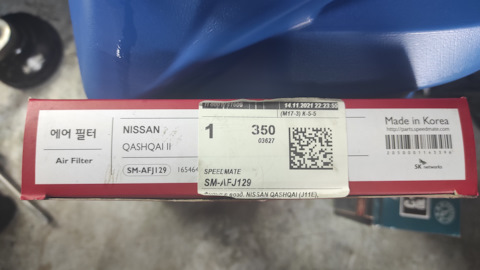 에어 필터
Air Filter
NISSAN
QASHQAI II
SM-AFJ129
14.11.2021 22:33:50
(M17-3) K-5-5
1 350
03627
SPEEDMATE
SM-AFJ129
NISSAN QASHQAI (J11E),
Made in Korea
http://parts.speedmate.com
SK networks